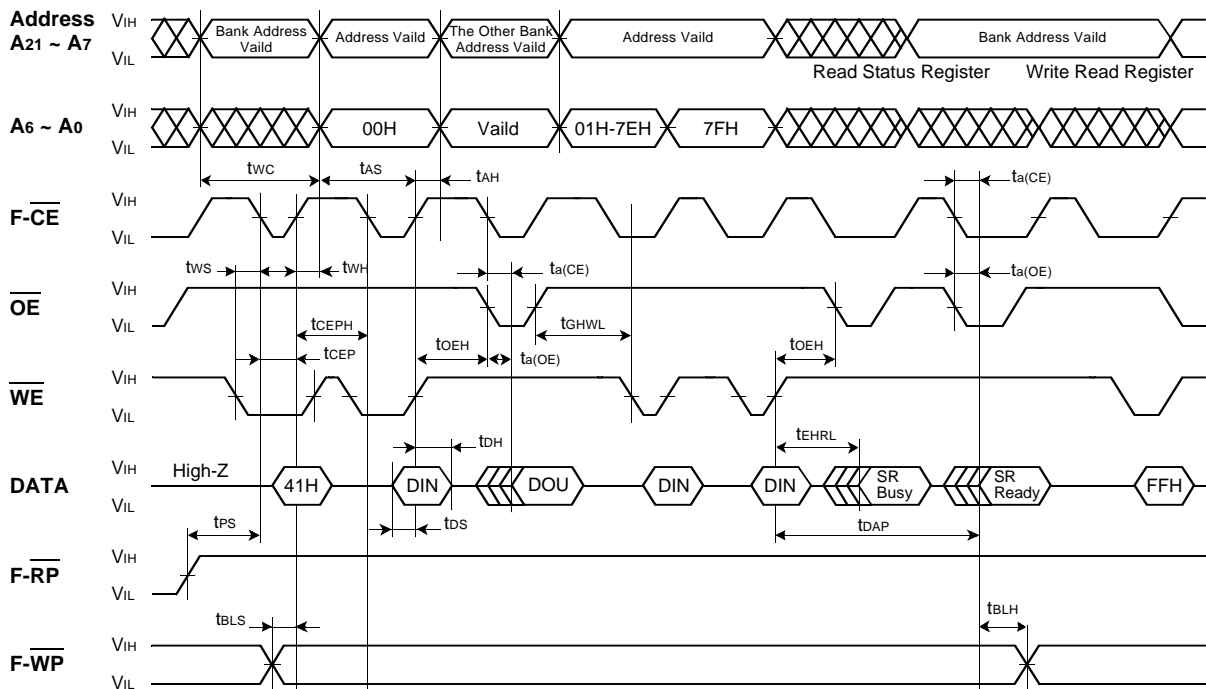 Address
A21 ~ A7
VIH
VIL
Bank Address
Vaild
Address Vaild
The Other Bank
Address Vaild
Address Vaild
Bank Address Vaild
Read Status Register
Write Read Register
A6 ~ A0
VIH
VIL
00H
Vaild
01H-7EH
7FH
tWC
tAS
tAH
ta(CE)
F-CE
VIH
VIL
tWS
tWH
ta(CE)
ta(OE)
OE
VIH
VIL
tCEPH
tGHWL
tCEP
tOEH
ta(OE)
tOEH
WE
VIH
VIL
tDH
tEHRL
DATA
VIH
VIL
High-Z
41H
DIN
DOU
DIN
DIN
SR
Busy
SR
Ready
FFH
tPS
tDS
tDAP
F-RP
VIH
VIL
tBLS
tBLH
F-WP
VIH
VIL